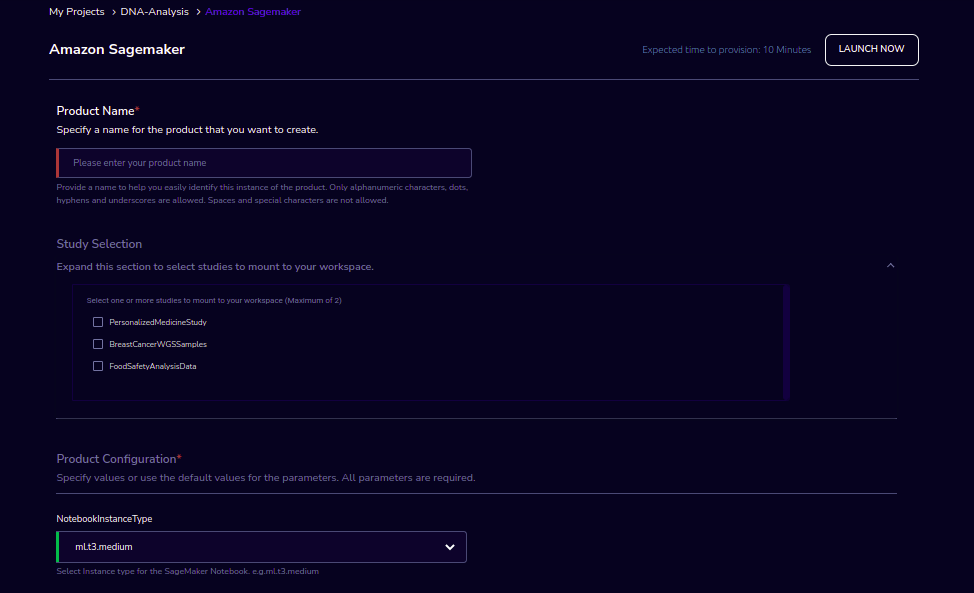 My Projects > DNA-Analysis > Amazon Sagemaker
Amazon Sagemaker
Expected time to provision: 10 Minutes
LAUNCH NOW
Product Name*
Specify a name for the product that you want to create.
Please enter your product name
Provide a name to help you easily identify this instance of the product. Only alphanumeric characters, dots,
hyphens and underscores are allowed. Spaces and special characters are not allowed.
Study Selection
Expand this section to select studies to mount to your workspace.
Select one or more studies to mount to your workspace (Maximum of 2)
PersonalizedMedicineStudy
BreastCancerWGSSamples
FoodSafetyAnalysisData
Product Configuration*
Specify values or use the default values for the parameters. All parameters are required.
NotebookInstanceType
ml.t3.medium
Select Instance type for the SageMaker Notebook. e.g.ml.t3.medium